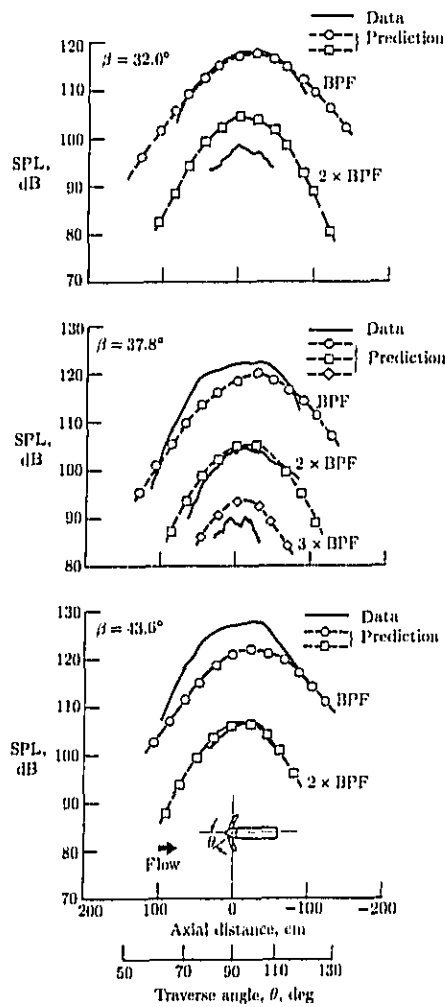 Data
Prediction
β = 32.0°
120
110
100
SPL,
dB
90
80
70
BPF
2 × BPF
Data
Prediction
β = 37.8°
130
120
110
SPL,
dB
100
90
80
BPF
2 × BPF
3 × BPF
Data
Prediction
β = 43.6°
130
120
110
SPL,
dB
100
90
80
70
BPF
2 × BPF
θ
Flow
200 100 0 -100 -200
Axial distance, cm
50 70 90 110 130
Traverse angle, θ, deg